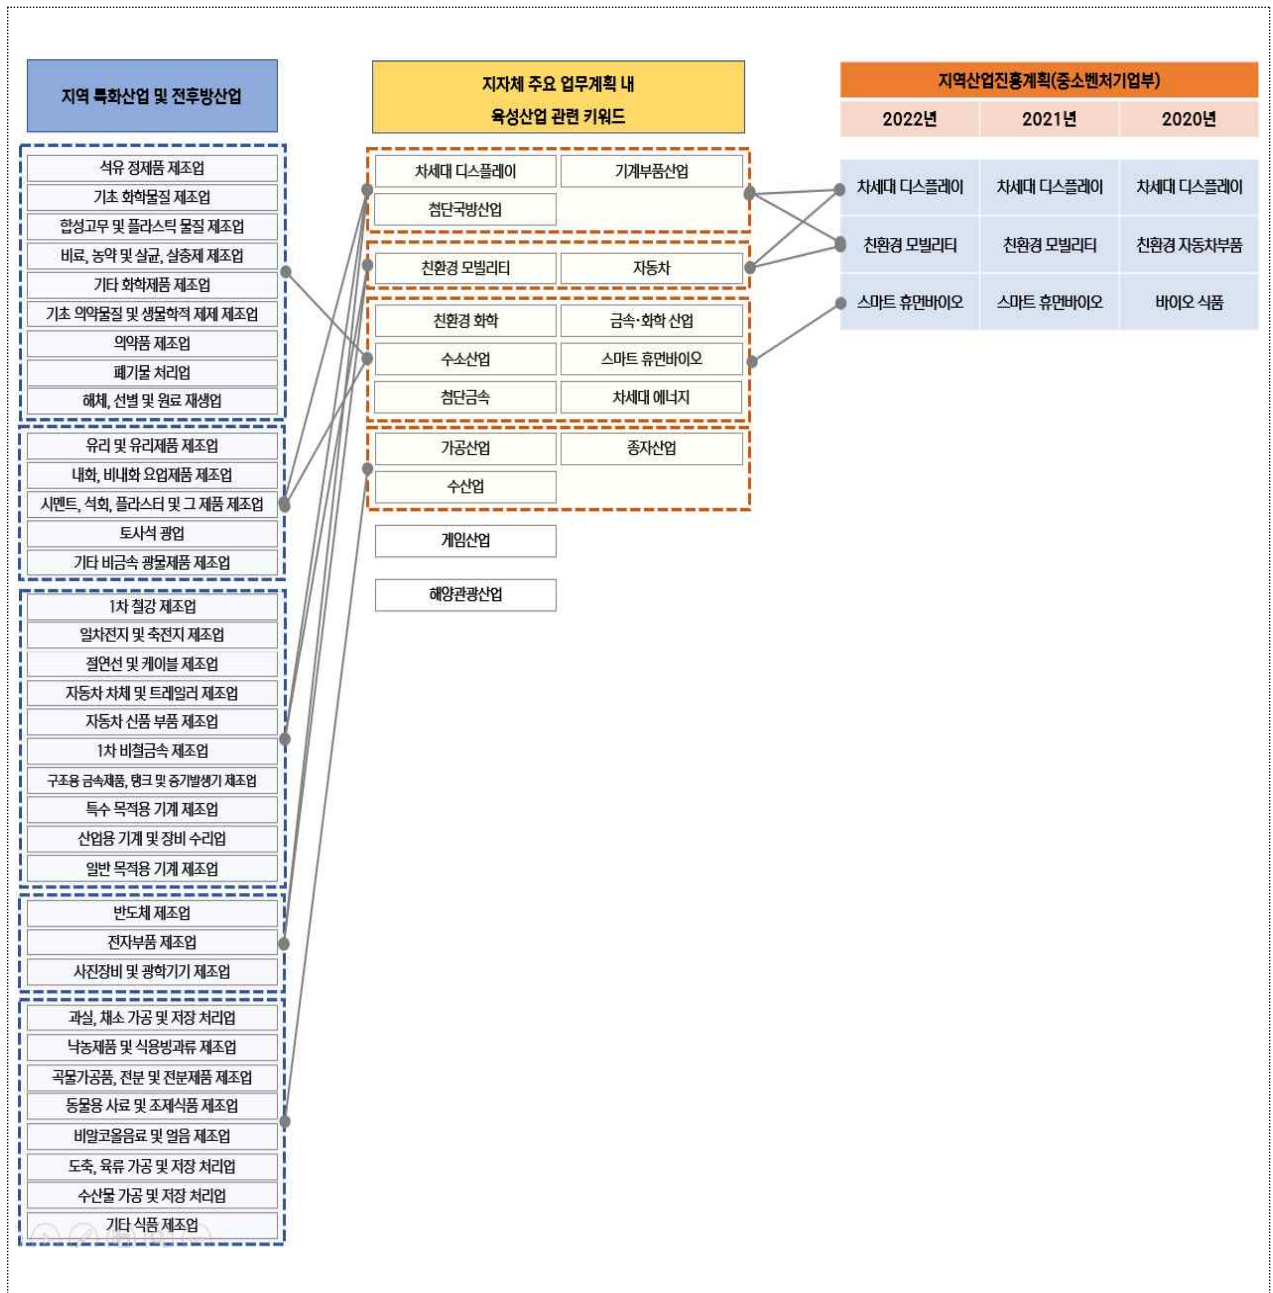 지역 특화산업 및 전후방산업
석유 정제품 제조업
기초 화학물질 제조업
합성고무 및 플라스틱 물질 제조업
비료, 농약 및 살균, 살충제 제조업
기타 화학제품 제조업
기초 의약물질 및 생물학적 제제 제조업
의약품 제조업
폐기물 처리업
해체, 선별 및 원료 재생업
유리 및 유리제품 제조업
내화, 비내화 요업제품 제조업
시멘트, 석회, 플라스터 및 그 제품 제조업
토사석 광업
기타 비금속 광물제품 제조업
1차 철강 제조업
일차전지 및 축전지 제조업
절연선 및 케이블 제조업
자동차 차체 및 트레일러 제조업
자동차 신품 부품 제조업
1차 비철금속 제조업
구조용 금속제품, 탱크 및 증기발생기 제조업
특수 목적용 기계 제조업
산업용 기계 및 장비 수리업
일반 목적용 기계 제조업
반도체 제조업
전자부품 제조업
사진장비 및 광학기기 제조업
과실, 채소 가공 및 저장 처리업
낙농제품 및 식용빙과류 제조업
곡물가공품, 전분 및 전분제품 제조업
동물용 사료 및 조제식품 제조업
비알코올음료 및 얼음 제조업
도축, 육류 가공 및 저장 처리업
수산물 가공 및 저장 처리업
기타 식품 제조업
지자체 주요 업무계획 내
육성산업 관련 키워드
차세대 디스플레이 기계부품산업
첨단국방산업
친환경 모빌리티 자동차
친환경 화학 금속·화학 산업
수소산업 스마트 휴먼바이오
첨단금속 차세대 에너지
가공산업 종자산업
수산업
게임산업
해양관광산업
지역산업진흥계획(중소벤처기업부)
2022년 2021년 2020년
차세대 디스플레이 차세대 디스플레이 차세대 디스플레이
친환경 모빌리티 친환경 모빌리티 친환경 자동차부품
스마트 휴먼바이오 스마트 휴먼바이오 바이오 식품